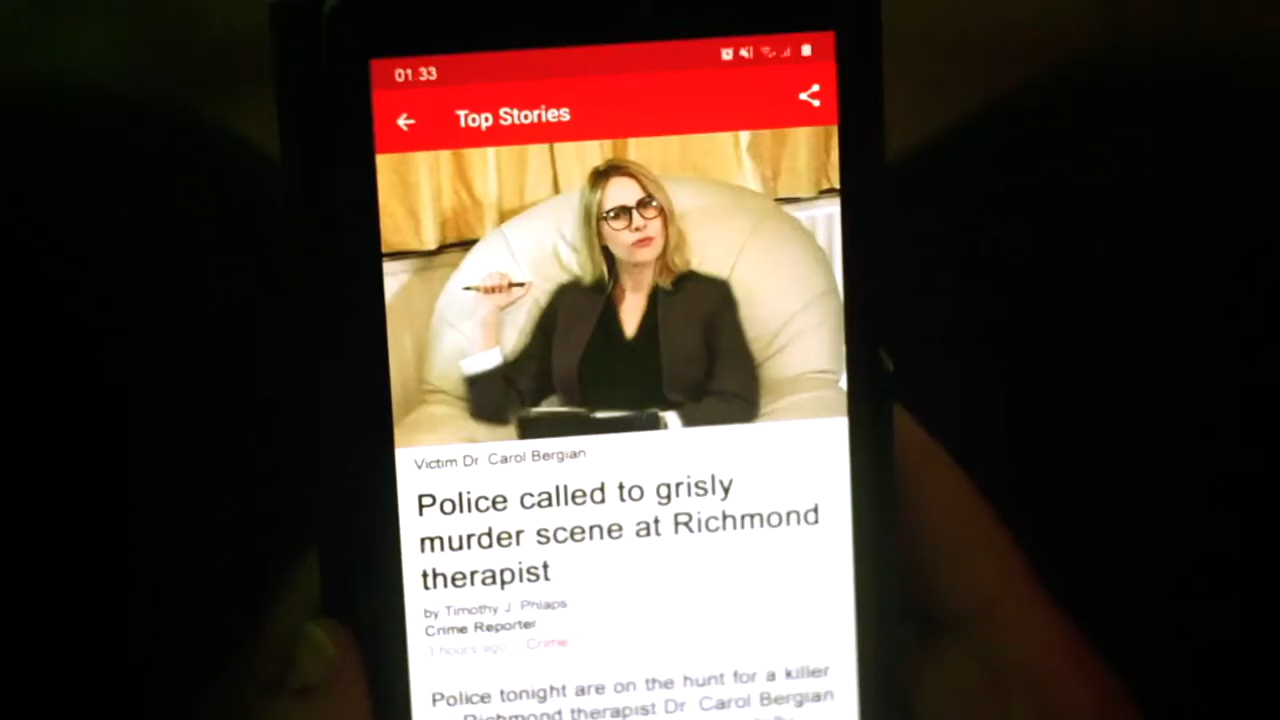 01:33
Top Stories
Victim Dr Carol Bergian
Police called to grisly
murder scene at Richmond
therapist
by Timothy J Phlaps
Crime Reporter
3 hours ago Crime
Police tonight are on the hunt for a killer
Richmond therapist Dr Carol Bergian